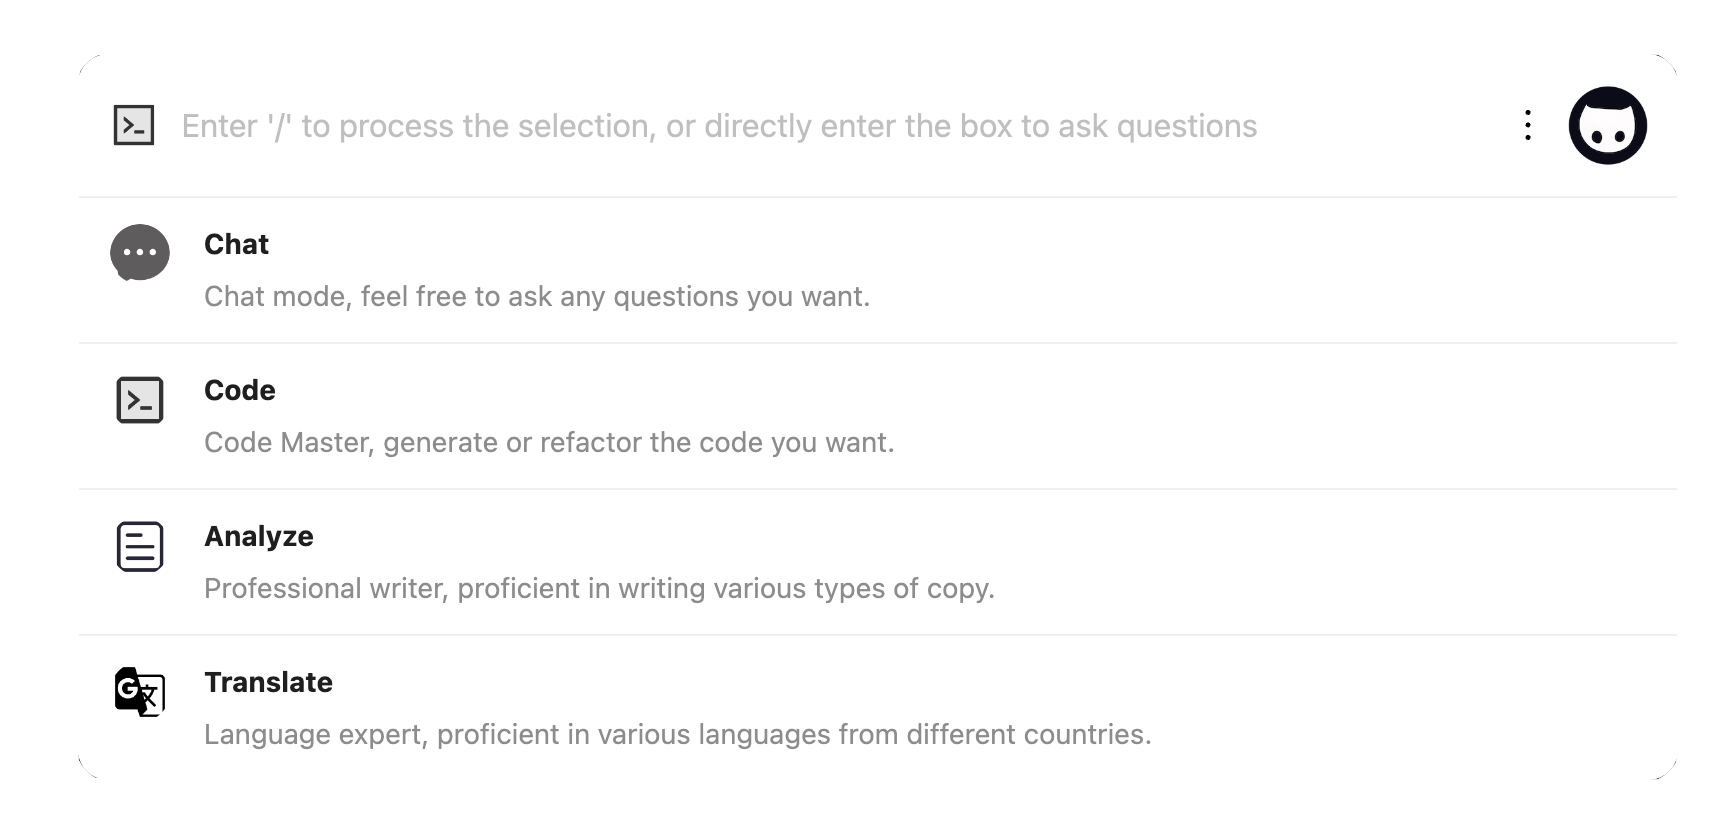 Enter '/' to process the selection, or directly enter the box to ask questions
Chat
Chat mode, feel free to ask any questions you want.
Code
Code Master, generate or refactor the code you want.
Analyze
Professional writer, proficient in writing various types of copy.
G 文
Translate
Language expert, proficient in various languages from different countries.